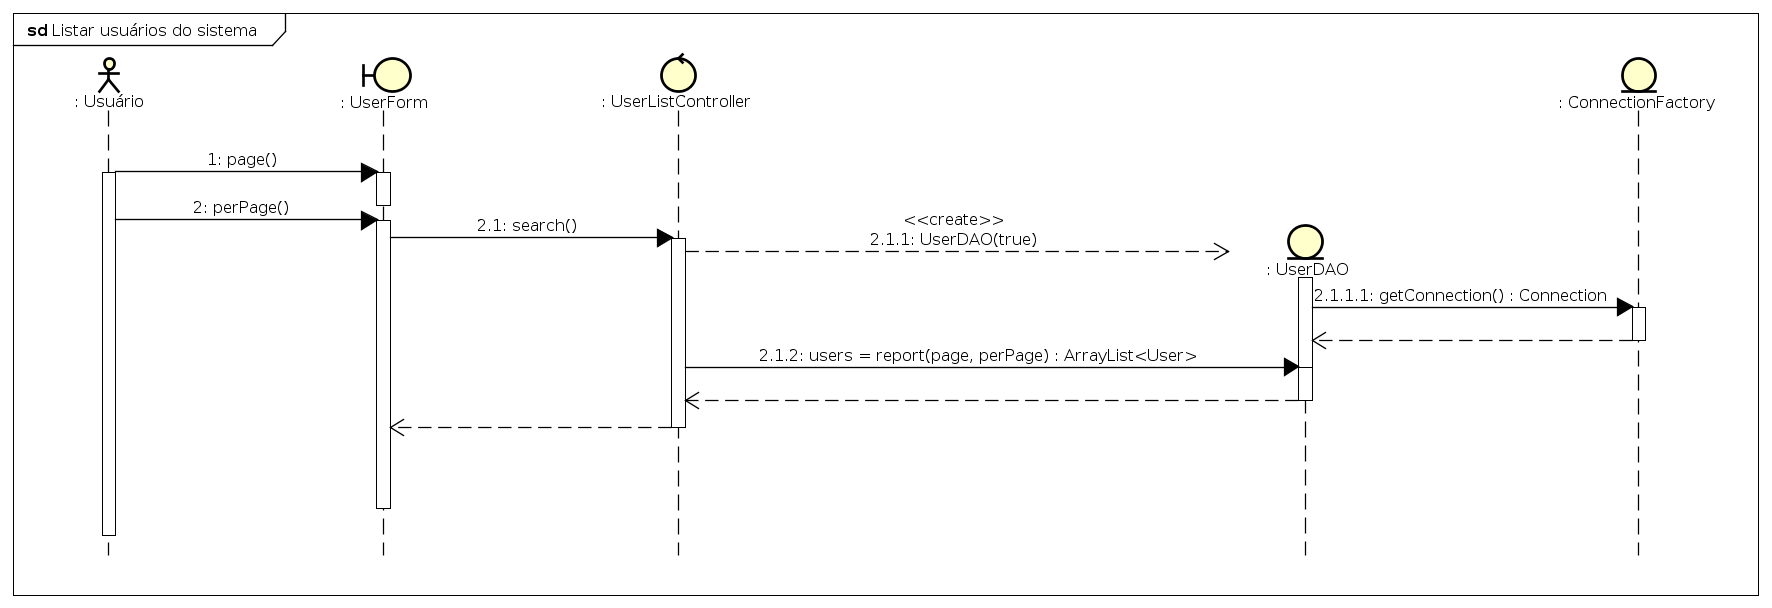 sd Listar usuários do sistema
: Usuário
: UserForm
: UserListController
: ConnectionFactory
1: page()
2: perPage()
2.1: search()
<<create>>
2.1.1: UserDAO(true)
: UserDAO
2.1.1.1: getConnection() : Connection
2.1.2: users = report(page, perPage) : ArrayList<User>